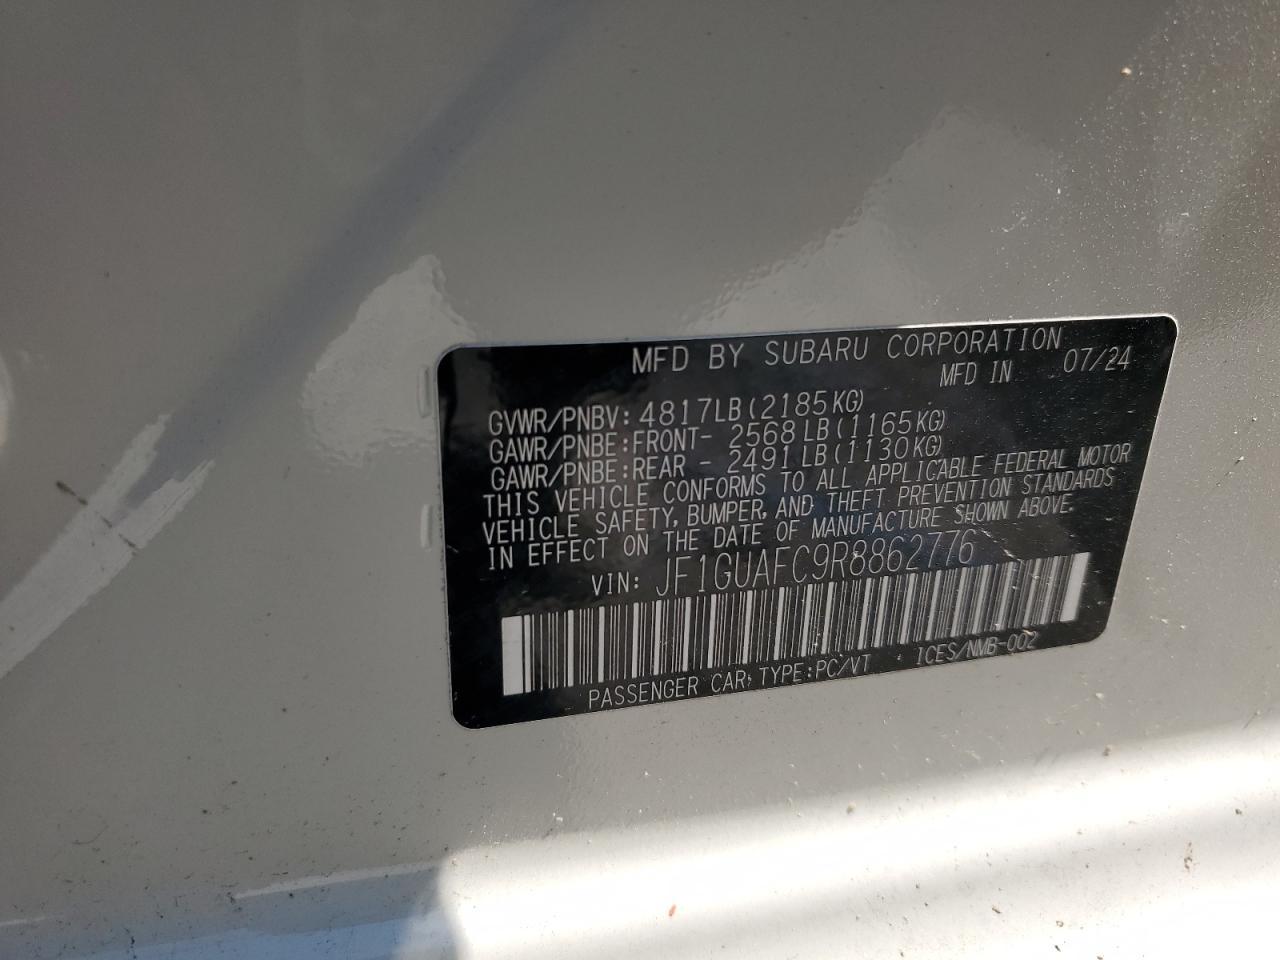 MFD BY SUBARU CORPORATION
MFD IN 07/24
GVWR/PNBV: 4817LB(2185KG)
GAWR/PNBE:FRONT- 2568LB(1165KG)
GAWR/PNBE:REAR - 2491LB(1130KG)
THIS VEHICLE CONFORMS TO ALL APPLICABLE FEDERAL MOTOR
VEHICLE SAFETY, BUMPER, AND THEFT PREVENTION STANDARDS
IN EFFECT ON THE DATE OF MANUFACTURE SHOWN ABOVE.
VIN: JF1GUAFC9R8862776
PASSENGER CAR, TYPE:PC/VT ICES/NMB-002